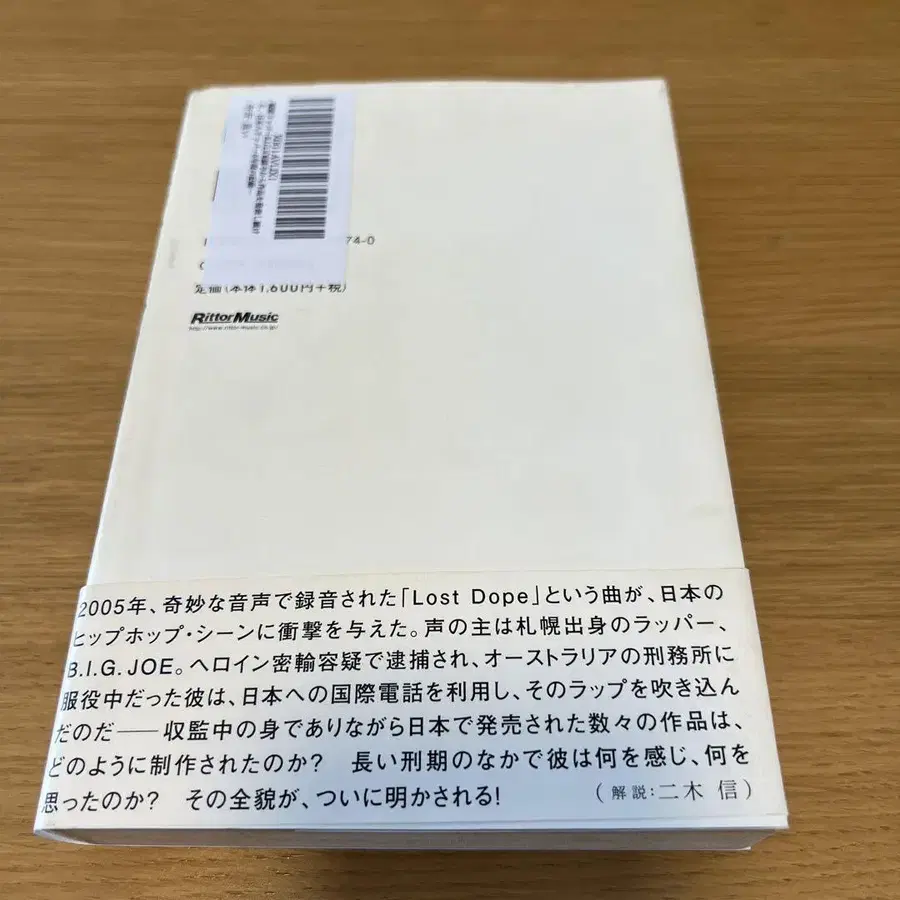 74-0
定価(本体1,600円+税)
RittorMusic
http://www.rittor-music.co.jp/
2005年、奇妙な音声で録音された「Lost Dope」という曲が、日本の
ヒップホップ・シーンに衝撃を与えた。声の主は札幌出身のラッパー、
B.I.G. JOE。ヘロイン密輸容疑で逮捕され、オーストラリアの刑務所に
服役中だった彼は、日本への国際電話を利用し、そのラップを吹き込ん
だのだ――収監中の身でありながら日本で発売された数々の作品は、
どのように制作されたのか? 長い刑期のなかで彼は何を感じ、何を
思ったのか? その全貌が、ついに明かされる!
(解説:二木 信)